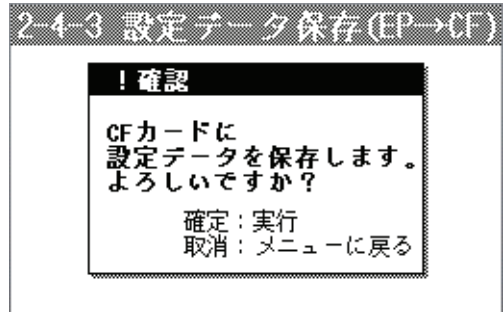 2-4-3 設定データ保存(EP→CF)
！確認
CFカードに
設定データを保存します。
よろしいですか？
確定：実行
取消：メニューに戻る